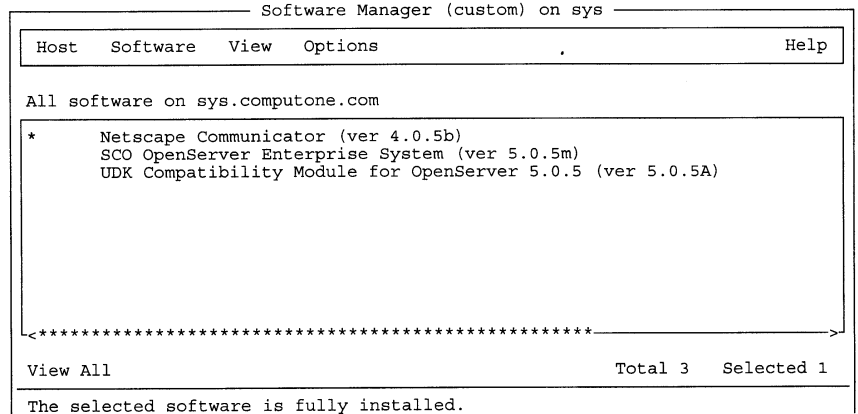 Software Manager (custom) on sys
Host Software View Options Help
All software on sys.computone.com
* Netscape Communicator (ver 4.0.5b)
SCO OpenServer Enterprise System (ver 5.0.5m)
UDK Compatibility Module for OpenServer 5.0.5 (ver 5.0.5A)
<*****************************************************>
View All Total 3 Selected 1
The selected software is fully installed.